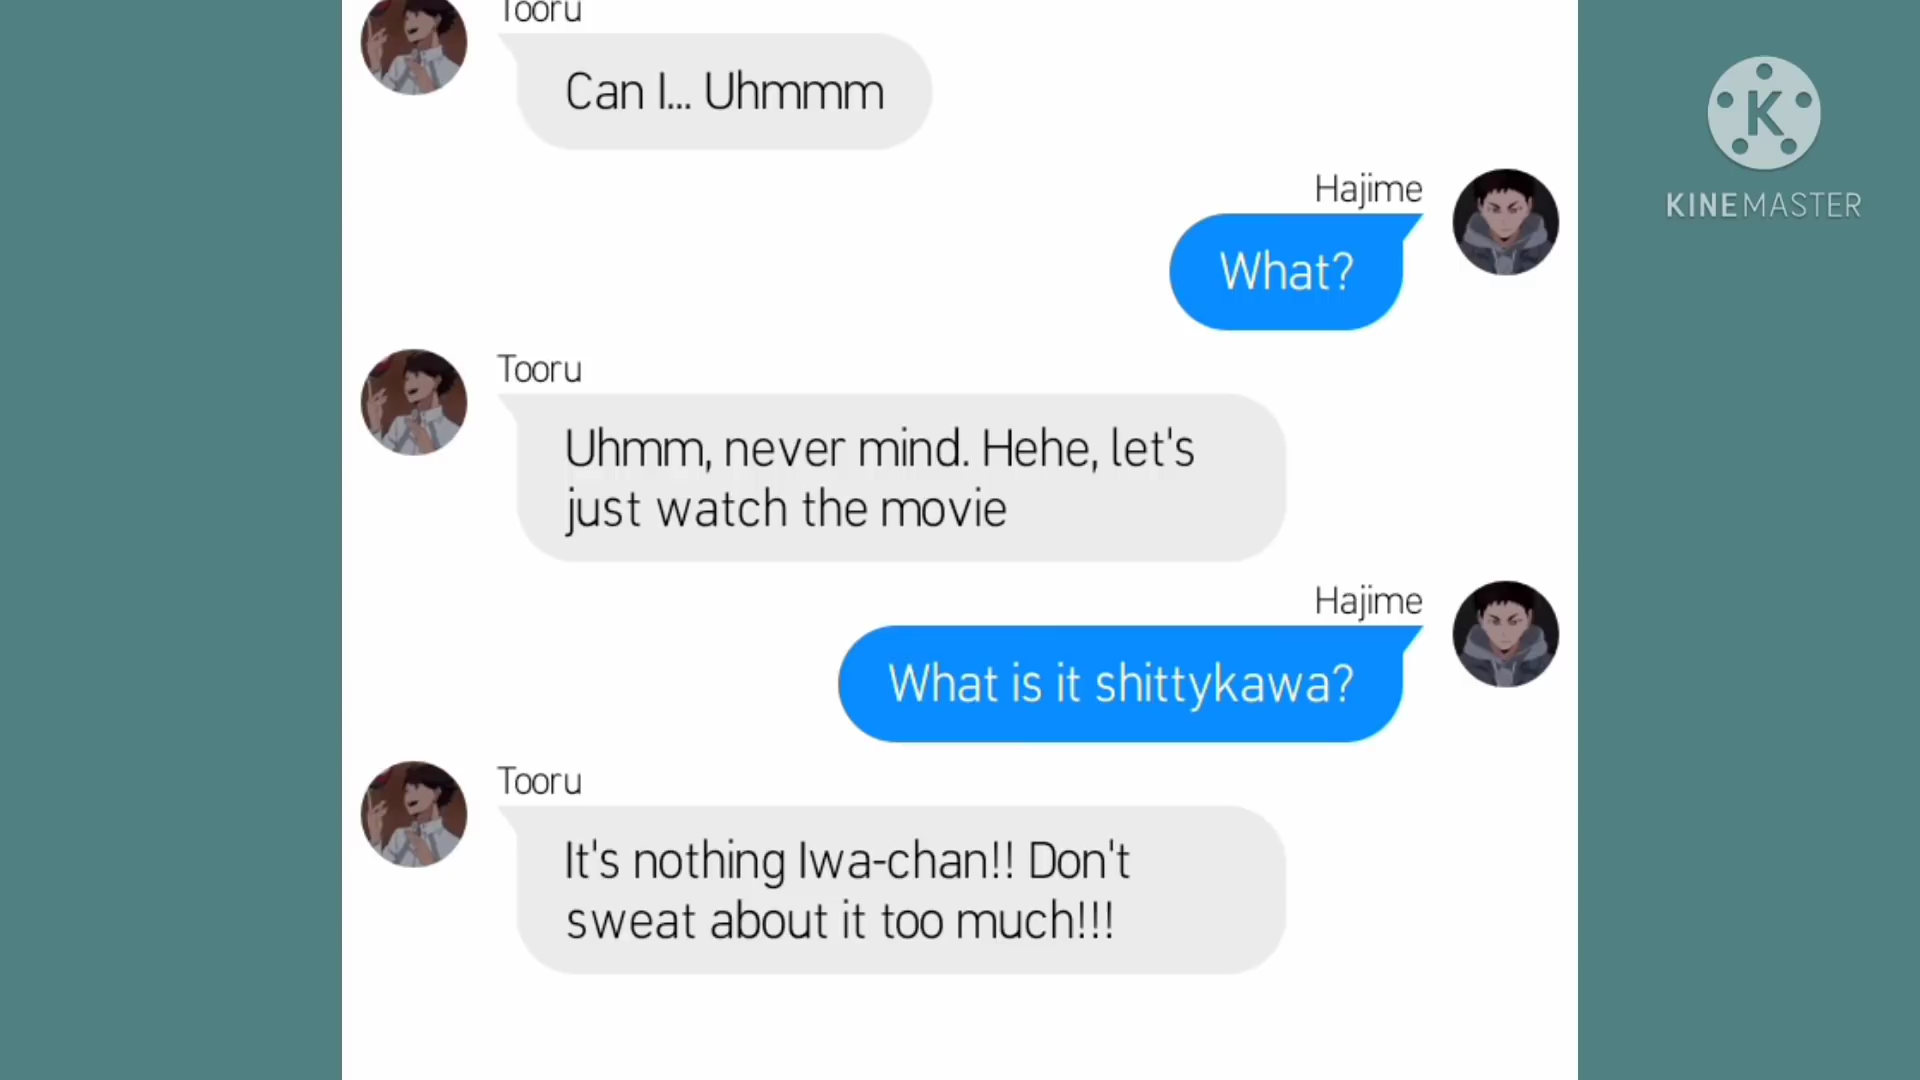 Tooru
Can I... Uhmmm
Hajime
What?
Tooru
Uhmm, never mind. Hehe, let's
just watch the movie
Hajime
What is it shittykawa?
Tooru
It's nothing Iwa-chan!! Don't
sweat about it too much!!!
K
KINEMASTER